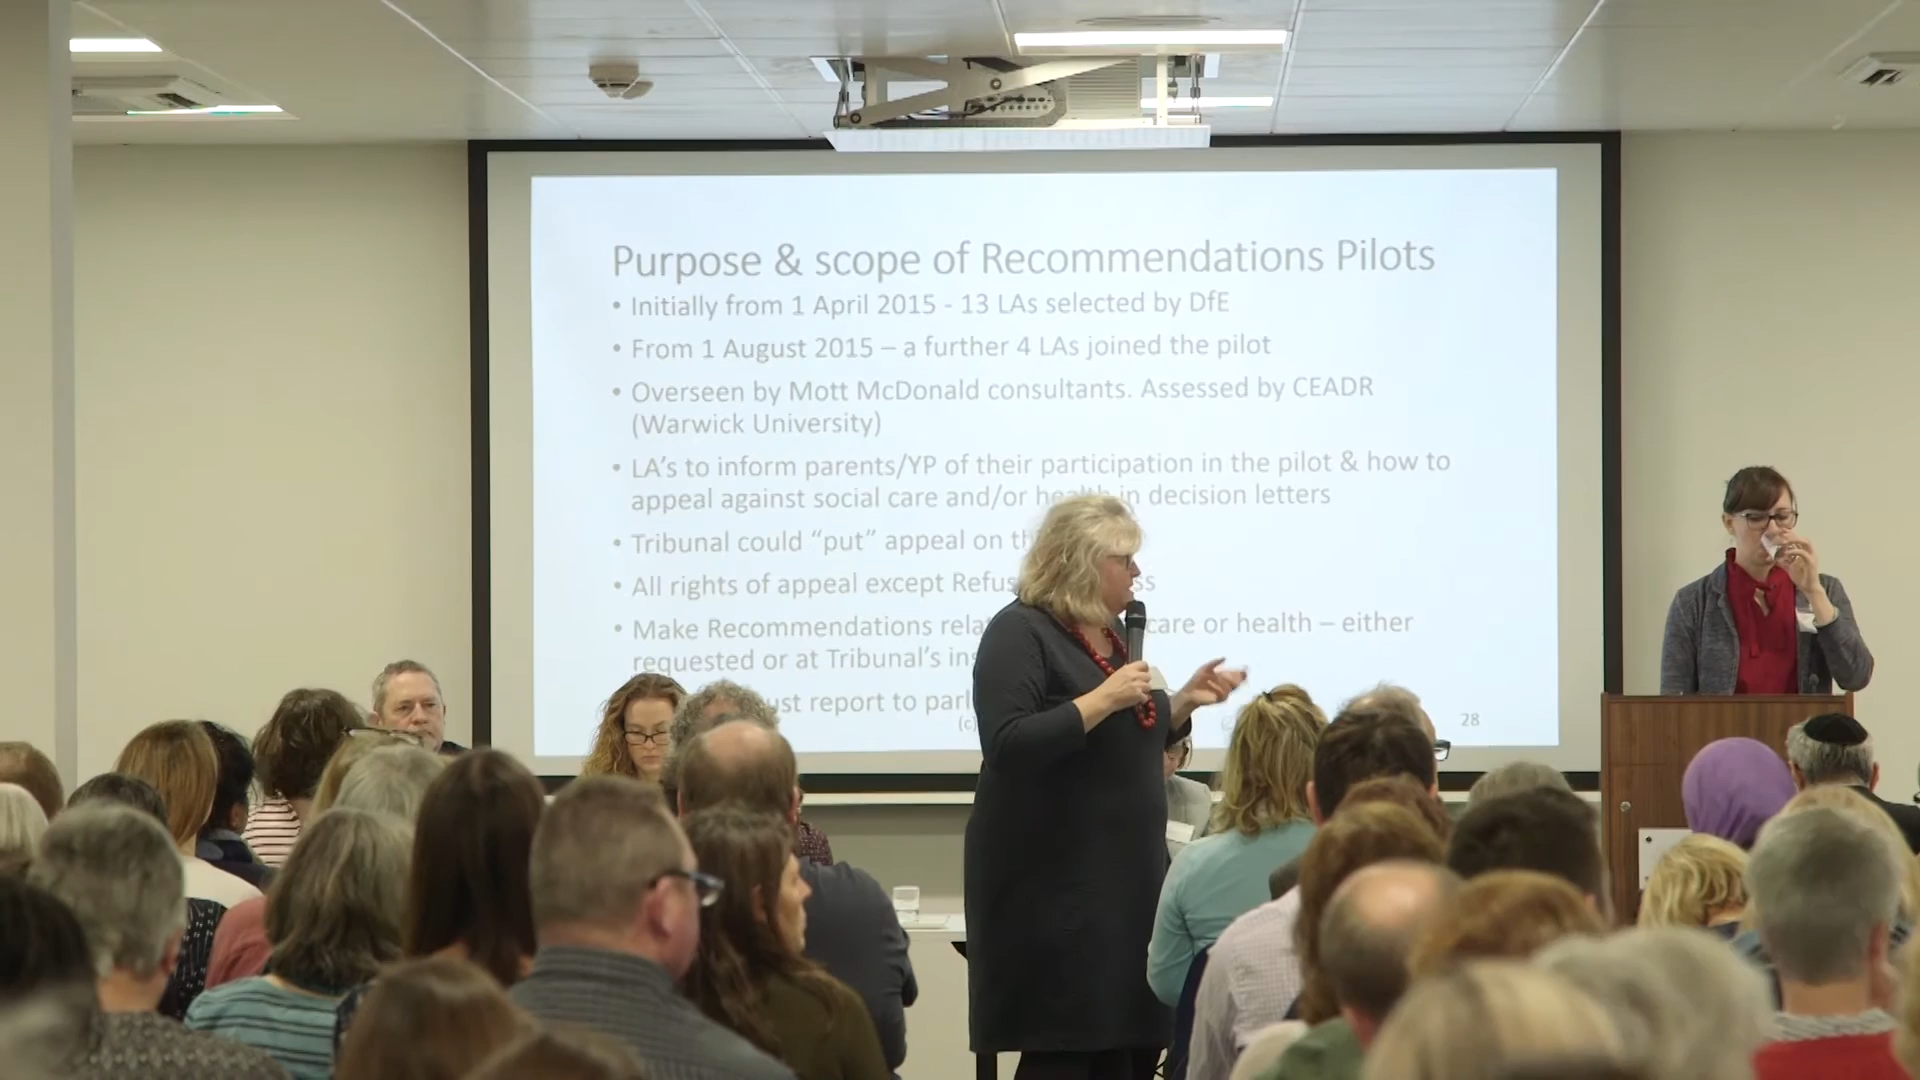 Purpose & scope of Recommendations Pilots
• Initially from 1 April 2015 - 13 LAs selected by DfE
• From 1 August 2015 – a further 4 LAs joined the pilot
• Overseen by Mott McDonald consultants. Assessed by CEADR
(Warwick University)
• LA's to inform parents/YP of their participation in the pilot & how to
appeal against social care and/or health in decision letters
• Tribunal could "put" appeal on
• All rights of appeal except
• Make Recommendations care or health – either
requested or at Tribunal's
report to
(c)
28